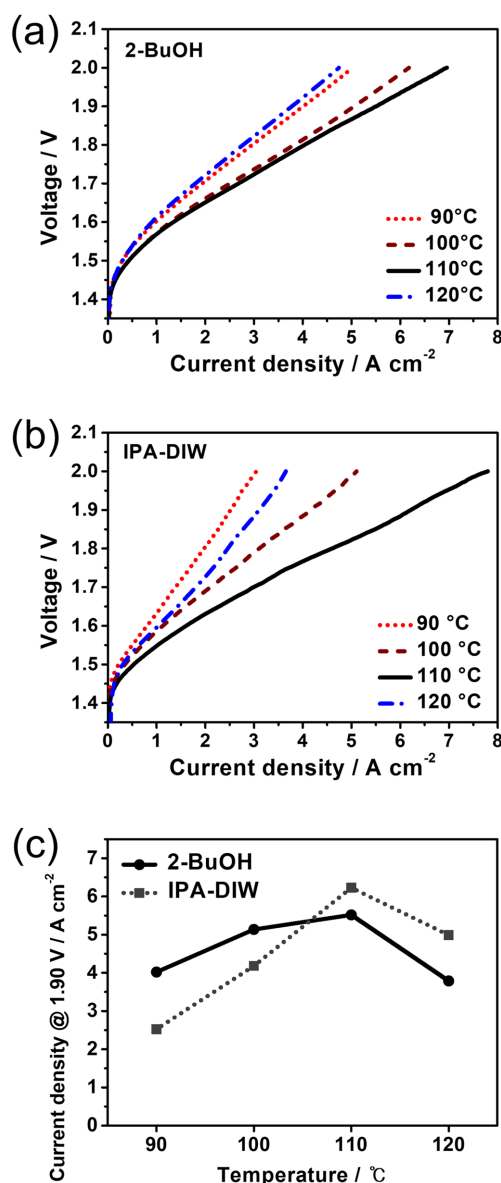 (a)
2-BuOH
2.1
2.0
1.9
1.8
1.7
1.6
1.5
1.4
Voltage / V
90°C
100°C
110°C
120°C
0 1 2 3 4 5 6 7 8
Current density / A cm-2
(b)
IPA-DIW
2.1
2.0
1.9
1.8
1.7
1.6
1.5
1.4
Voltage / V
90 °C
100 °C
110 °C
120 °C
0 1 2 3 4 5 6 7 8
Current density / A cm-2
(c)
2-BuOH
IPA-DIW
7
6
5
4
3
2
1
0
Current density @ 1.90 V / A cm-2
90 100 110 120
Temperature / ℃